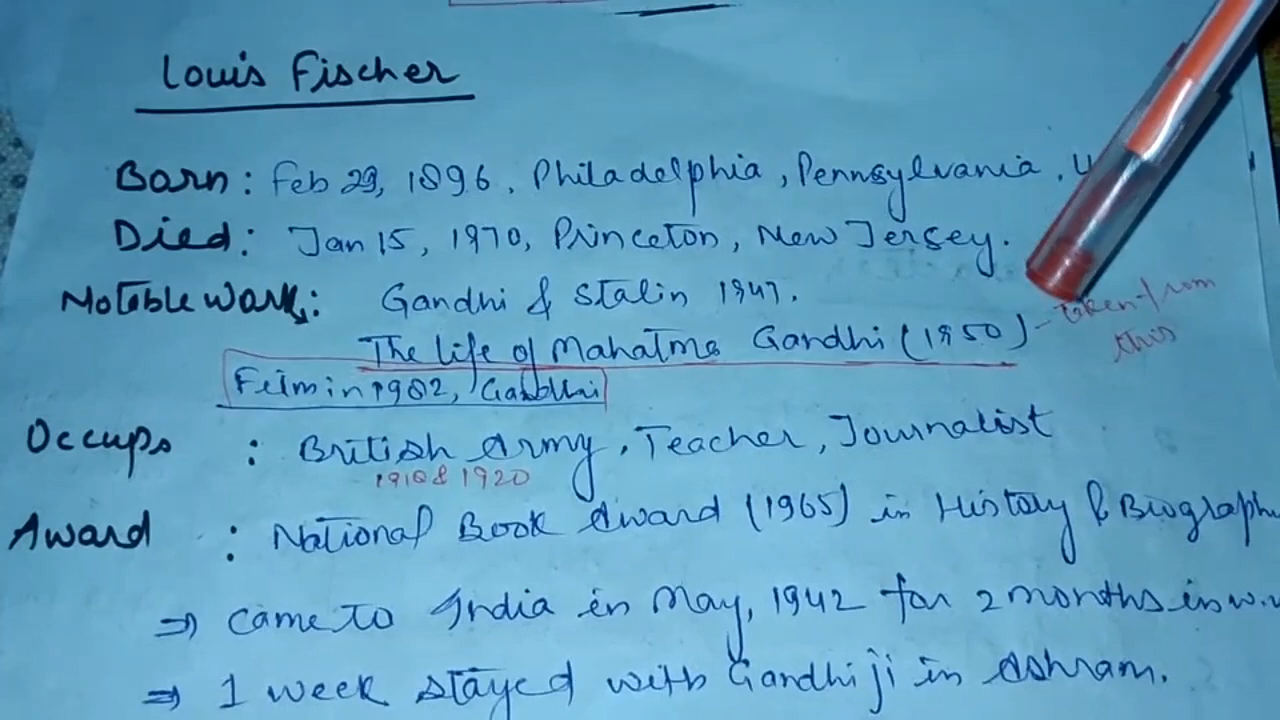 Louis Fischer
Born: Feb 29, 1896, Philadelphia, Pennsylvania, U
Died: Jan 15, 1970, Princeton, New Jersey.
Notable Work: Gandhi & Stalin 1947.
The life of Mahatma Gandhi (1950) - taken from
this
Film in 1982, Gandhi
Occups : British Army, Teacher, Journalist
1918 & 1920
Award : National Book Award (1965) in History & Biography
⇒ Came to India in May, 1942 for 2 months in W.W
⇒ 1 week stayed with Gandhiji in Ashram.